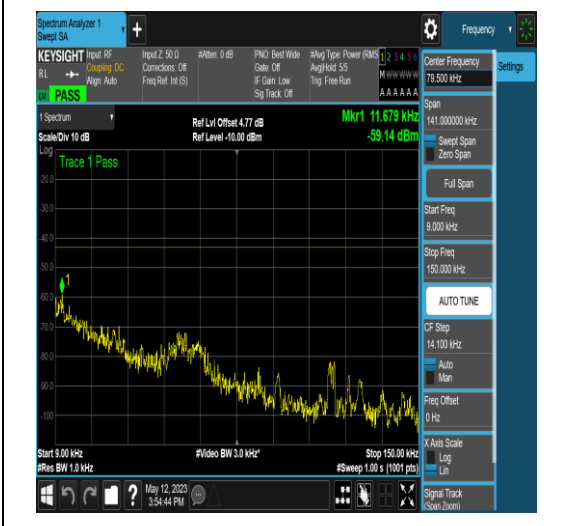 Spectrum Analyzer 1
Swept SA
Frequency
KEYSIGHT
RL
Input: RF
Coupling: DC
Align: Auto
Input Z: 50 Ω
Corrections: Off
Freq Ref: Int (S)
#Atten: 0 dB
PNO: Best Wide
Gate: Off
IF Gain: Low
Sig Track: Off
#Avg Type: Power (RMS
Avg|Hold: 5/5
Trig: Free Run
1 2 3 4 5 6
M W W W W W
A A A A A A
PASS
1 Spectrum
Scale/Div 10 dB
Ref Lvl Offset 4.77 dB
Ref Level -10.00 dBm
Mkr1 11.679 kHz
-59.14 dBm
Log
Trace 1 Pass
-20.0
-30.0
-40.0
-50.0
-60.0
-70.0
-80.0
-90.0
-100
1
Start 9.00 kHz
#Res BW 1.0 kHz
#Video BW 3.0 kHz*
Stop 150.00 kHz
#Sweep 1.00 s (1001 pts)
?
May 12, 2023
3:54:44 PM
Center Frequency
79.500 kHz
Settings
Span
141.000000 kHz
Swept Span
Zero Span
Full Span
Start Freq
9.000 kHz
Stop Freq
150.000 kHz
AUTO TUNE
CF Step
14.100 kHz
Auto
Man
Freq Offset
0 Hz
X Axis Scale
Log
Lin
Signal Track
(Span Zoom)